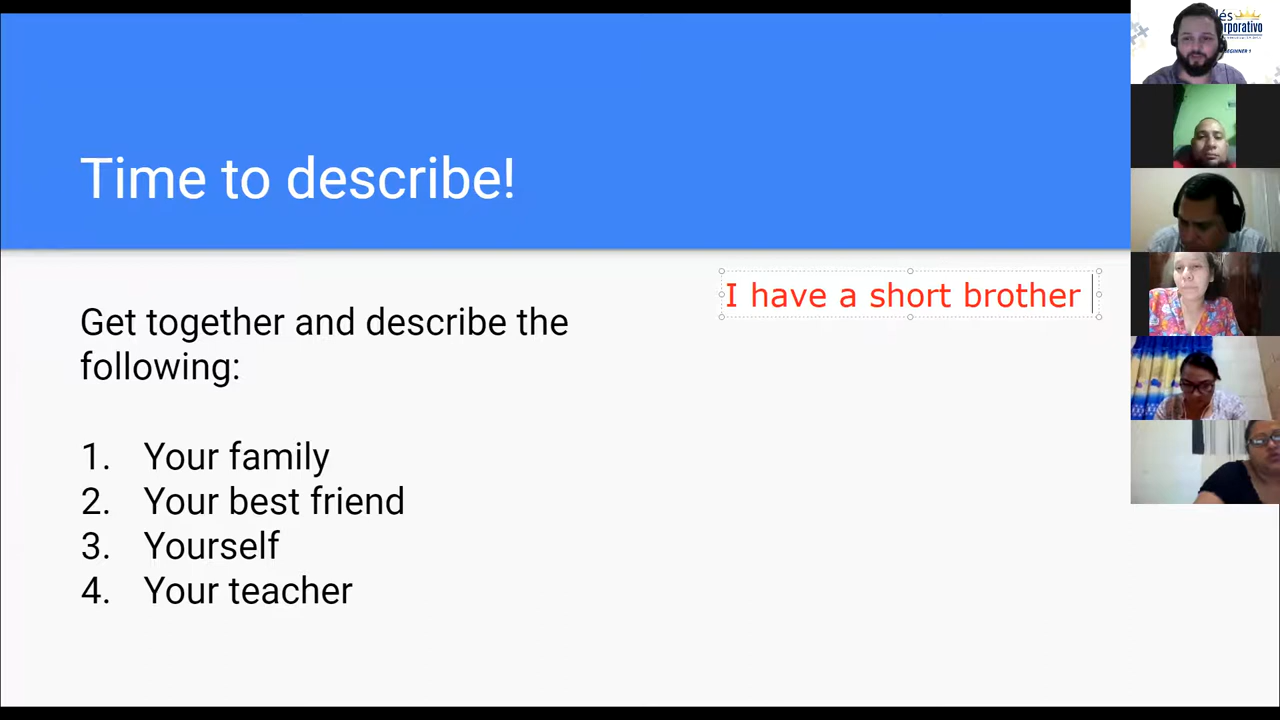 Time to describe!
I have a short brother
Get together and describe the
following:
1. Your family
2. Your best friend
3. Yourself
4. Your teacher